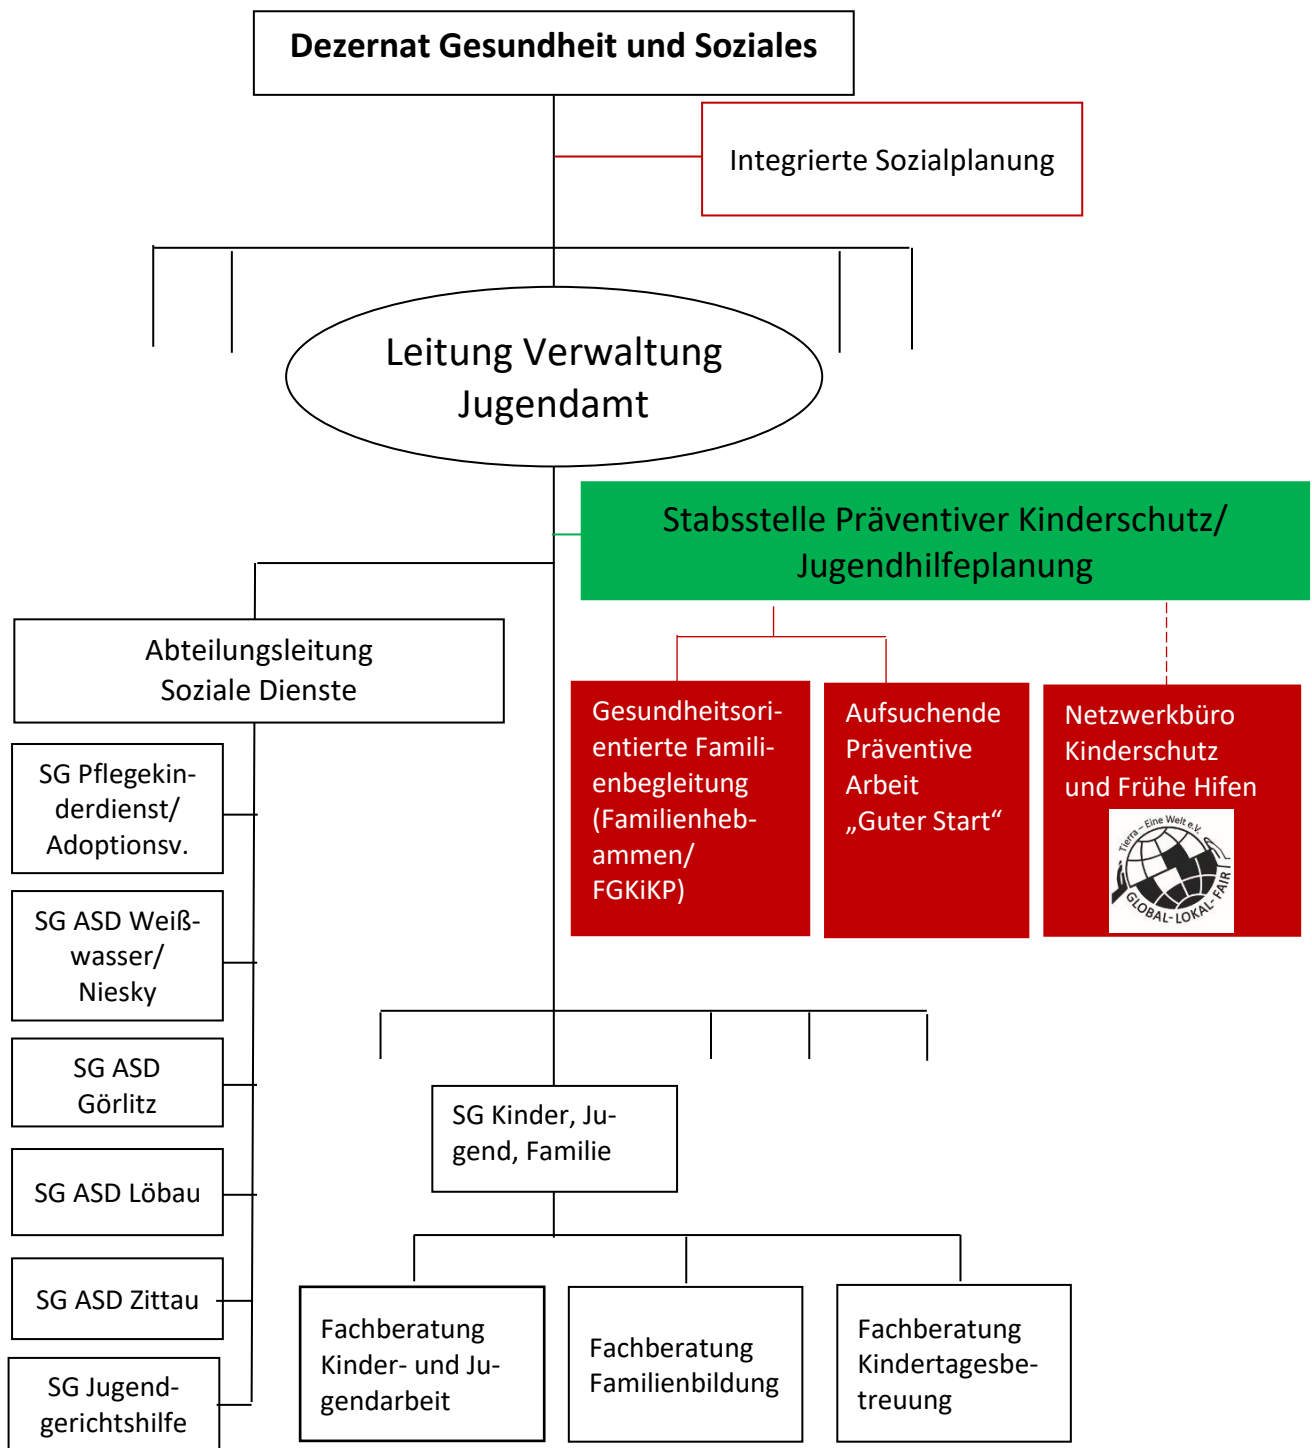 Dezernat Gesundheit und Soziales
Integrierte Sozialplanung
Leitung Verwaltung
Jugendamt
Stabsstelle Präventiver Kinderschutz/
Jugendhilfeplanung
Abteilungsleitung
Soziale Dienste
SG Pflegekin-
derdienst/
Adoptionsv.
SG ASD Weiß-
wasser/
Niesky
SG ASD
Görlitz
SG ASD Löbau
SG ASD Zittau
SG Jugend-
gerichtshilfe
Gesundheitsori-
entierte Famili-
enbegleitung
(Familienheb-
ammen/
FGKiKP)
Aufsuchende
Präventive
Arbeit
„Guter Start“
Netzwerkbüro
Kinderschutz
und Frühe Hifen
Tierra – Eine Welt e.V.
GLOBAL-LOKAL-FAIR
SG Kinder, Ju-
gend, Familie
Fachberatung
Kinder- und Ju-
gendarbeit
Fachberatung
Familienbildung
Fachberatung
Kindertagesbe-
treuung